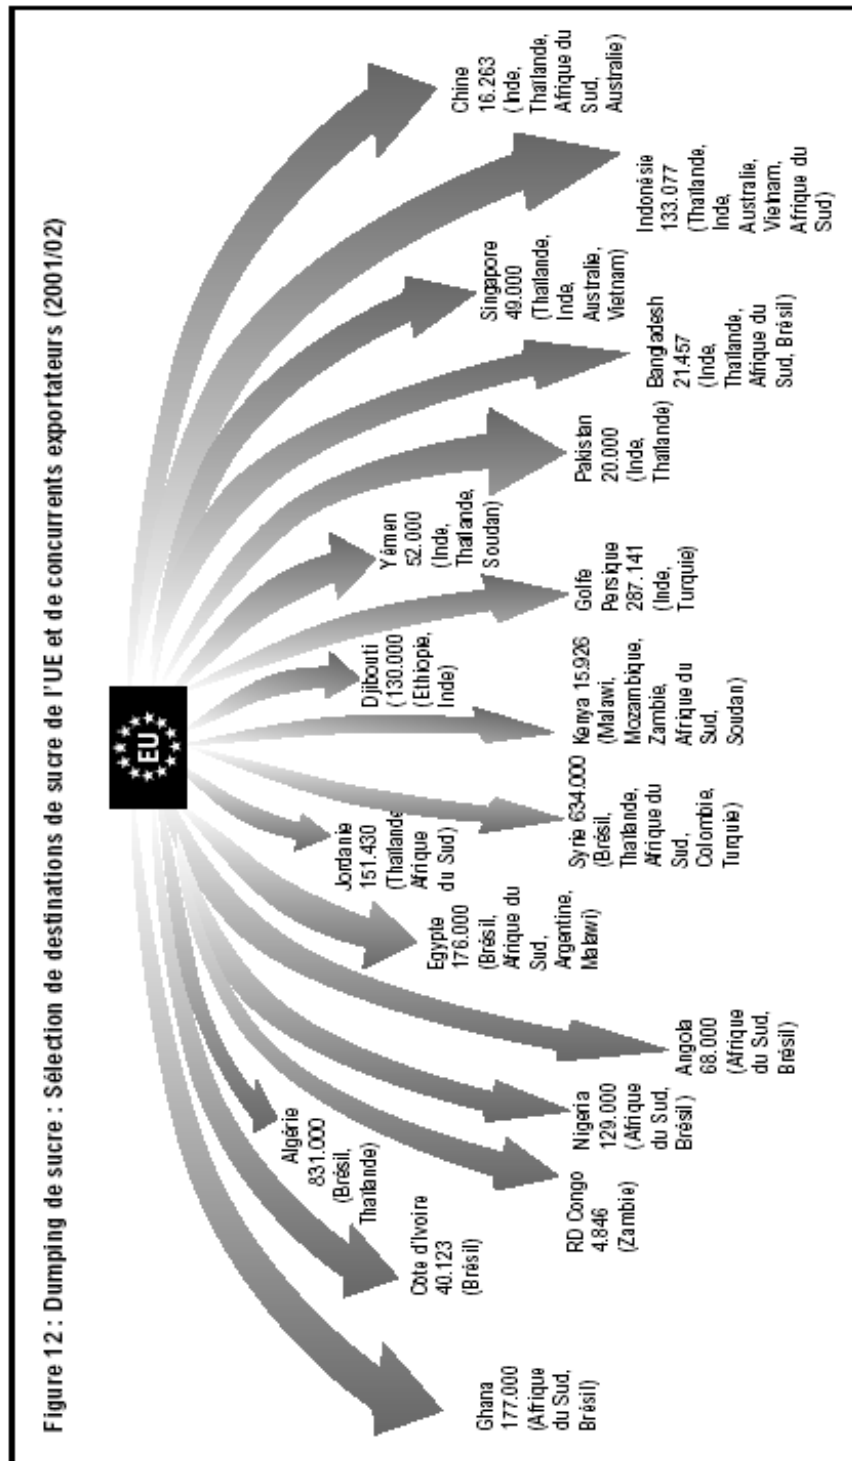 Figure 12 : Dumping de sucre : Sélection de destinations de sucre de l'UE et de concurrents exportateurs (2001/02)
EU
Ghana
177.000
(Afrique
du Sud,
Brésil)
Côte d'Ivoire
40.123
(Brésil)
Algérie
831.000
(Brésil,
Thaïlande)
RD Congo
4.846
(Zambie)
Nigeria
129.000
(Afrique
du Sud,
Brésil)
Angola
68.000
(Afrique
du Sud,
Brésil)
Egypte
176.000
(Brésil,
Afrique du
Sud,
Argentine,
Malawi)
Jordanie
151.430
(Thaïlande
Afrique
du Sud)
Syrie 634.000
(Brésil,
Thaïlande,
Afrique du
Sud,
Colombie,
Turquie)
Kenya 15.926
(Malawi,
Mozambique,
Zambie,
Afrique du
Sud,
Soudan)
Djibouti
(130.000
(Ethiopie,
Inde)
Golfe
Persique
287.141
(Inde,
Turquie)
Yémen
52.000
(Inde,
Thaïlande,
Soudan)
Pakistan
20.000
(Inde,
Thaïlande)
Bangladesh
21.457
(Inde,
Thaïlande,
Afrique du
Sud, Brésil)
Singapore
49.000
(Thaïlande,
Inde,
Australie,
Vietnam)
Indonésie
133.077
(Thaïlande,
Inde,
Australie,
Vietnam,
Afrique du
Sud)
Chine
16.263
(Inde,
Thaïlande,
Afrique du
Sud,
Australie)